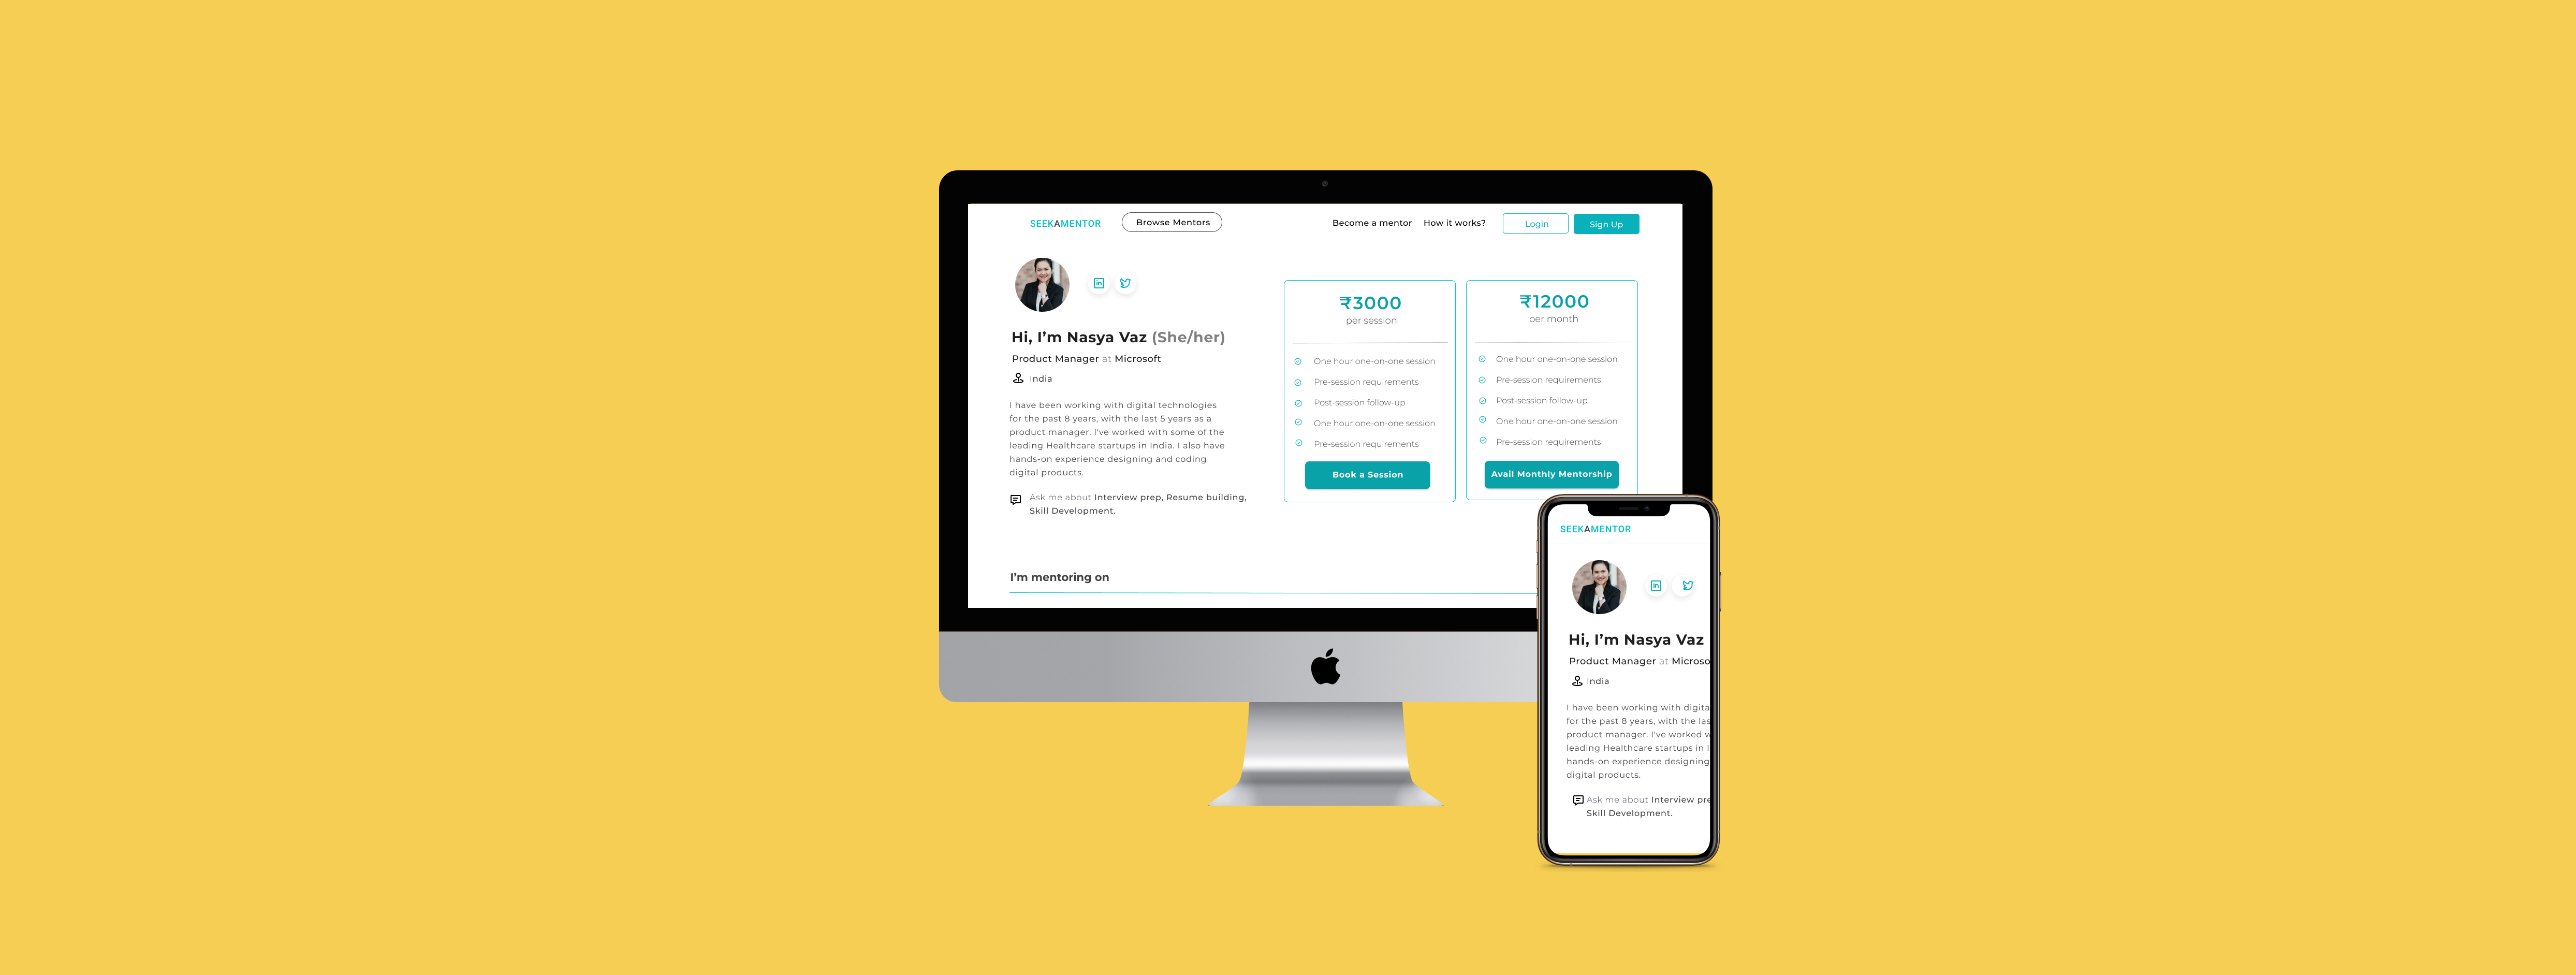 SEEKAMENTOR
Browse Mentors
Become a mentor
How it works?
Login
Sign Up
in
Hi, I’m Nasya Vaz (She/her)
Product Manager at Microsoft
India
I have been working with digital technologies
for the past 8 years, with the last 5 years as a
product manager. I've worked with some of the
leading Healthcare startups in India. I also have
hands-on experience designing and coding
digital products.
Ask me about Interview prep, Resume building,
Skill Development.
I’m mentoring on
₹3000
per session
One hour one-on-one session
Pre-session requirements
Post-session follow-up
One hour one-on-one session
Pre-session requirements
Book a Session
₹12000
per month
One hour one-on-one session
Pre-session requirements
Post-session follow-up
One hour one-on-one session
Pre-session requirements
Avail Monthly Mentorship
SEEKAMENTOR
in
Hi, I’m Nasya Vaz
Product Manager at Microso
India
I have been working with digita
for the past 8 years, with the las
product manager. I've worked w
leading Healthcare startups in I
hands-on experience designing
digital products.
Ask me about Interview pre
Skill Development.